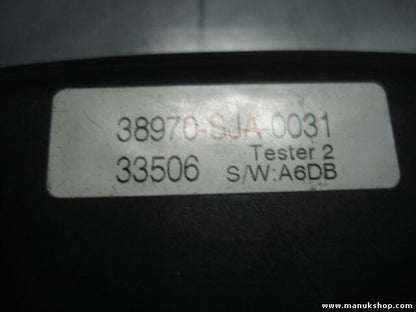 38970-SJA-0031
33506 Tester 2
S/W:A6DB
www.manukshop.com